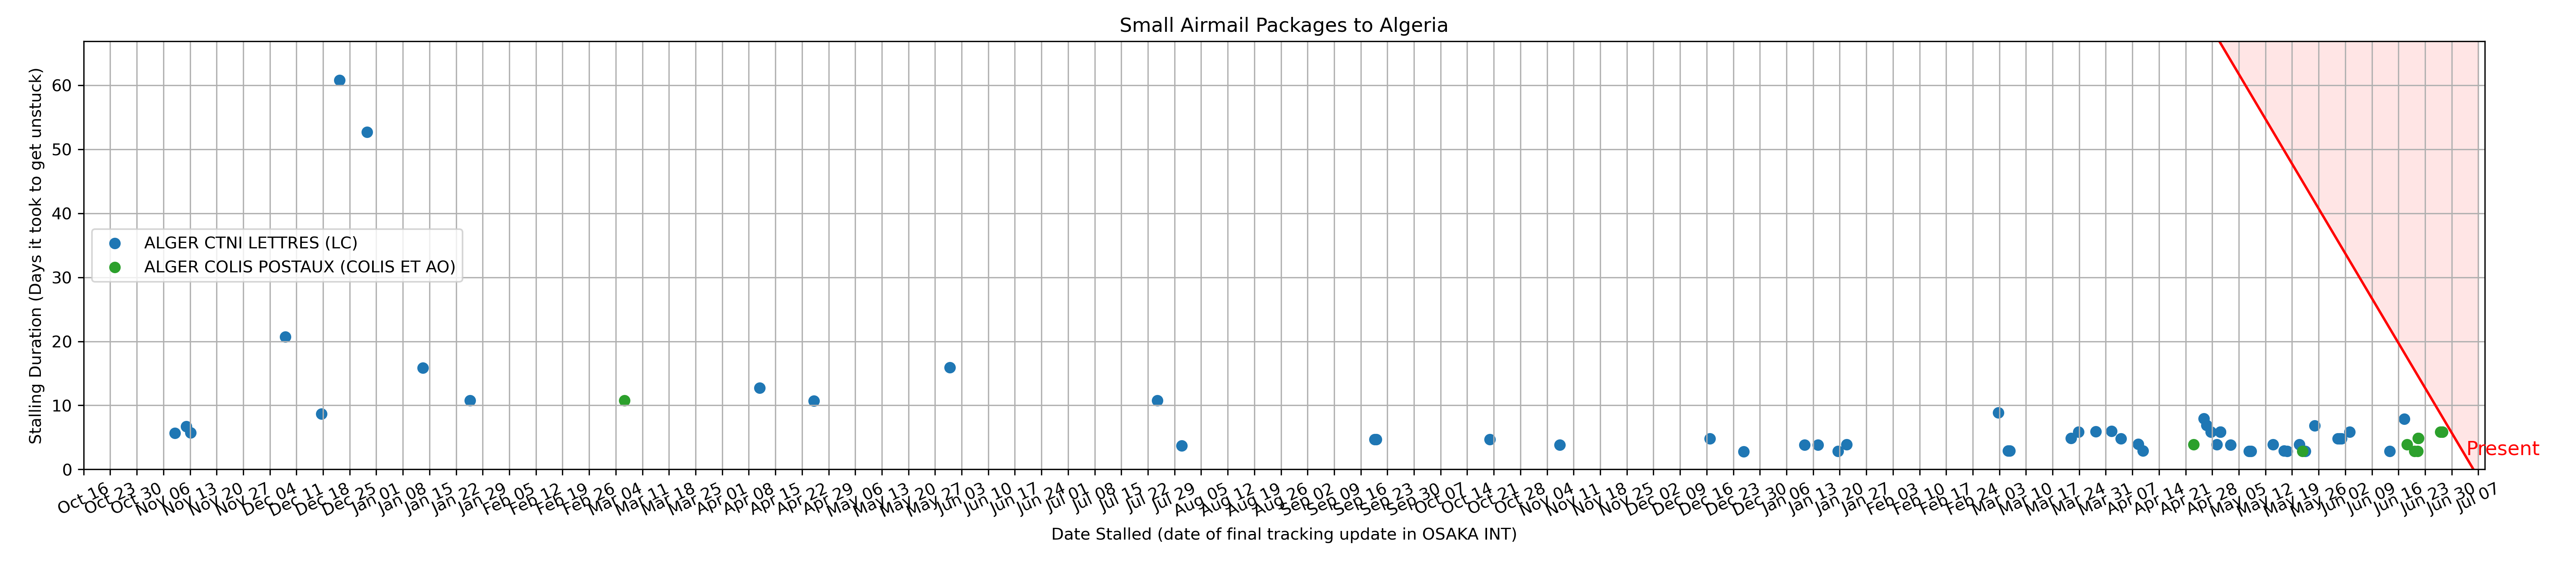 Small Airmail Packages to Algeria
Stalling Duration (Days it took to get unstuck)
60
50
40
30
20
10
0
ALGER CTNI LETTRES (LC)
ALGER COLIS POSTAUX (COLIS ET AO)
Present
Oct 16 Oct 23 Oct 30 Nov 06 Nov 13 Nov 20 Nov 27 Dec 04 Dec 11 Dec 18 Dec 25 Jan 01 Jan 08 Jan 15 Jan 22 Jan 29 Feb 05 Feb 12 Feb 19 Feb 26 Mar 04 Mar 11 Mar 18 Mar 25 Apr 01 Apr 08 Apr 15 Apr 22 Apr 29 May 06 May 13 May 20 May 27 Jun 03 Jun 10 Jun 17 Jun 24 Jul 01 Jul 08 Jul 15 Jul 22 Jul 29 Aug 05 Aug 12 Aug 19 Aug 26 Sep 02 Sep 09 Sep 16 Sep 23 Sep 30 Oct 07 Oct 14 Oct 21 Oct 28 Nov 04 Nov 11 Nov 18 Nov 25 Dec 02 Dec 09 Dec 16 Dec 23 Dec 30 Jan 06 Jan 13 Jan 20 Jan 27 Feb 03 Feb 10 Feb 17 Feb 24 Mar 03 Mar 10 Mar 17 Mar 24 Mar 31 Apr 07 Apr 14 Apr 21 Apr 28 May 05 May 12 May 19 May 26 Jun 02 Jun 09 Jun 16 Jun 23 Jun 30 Jul 07
Date Stalled (date of final tracking update in OSAKA INT)